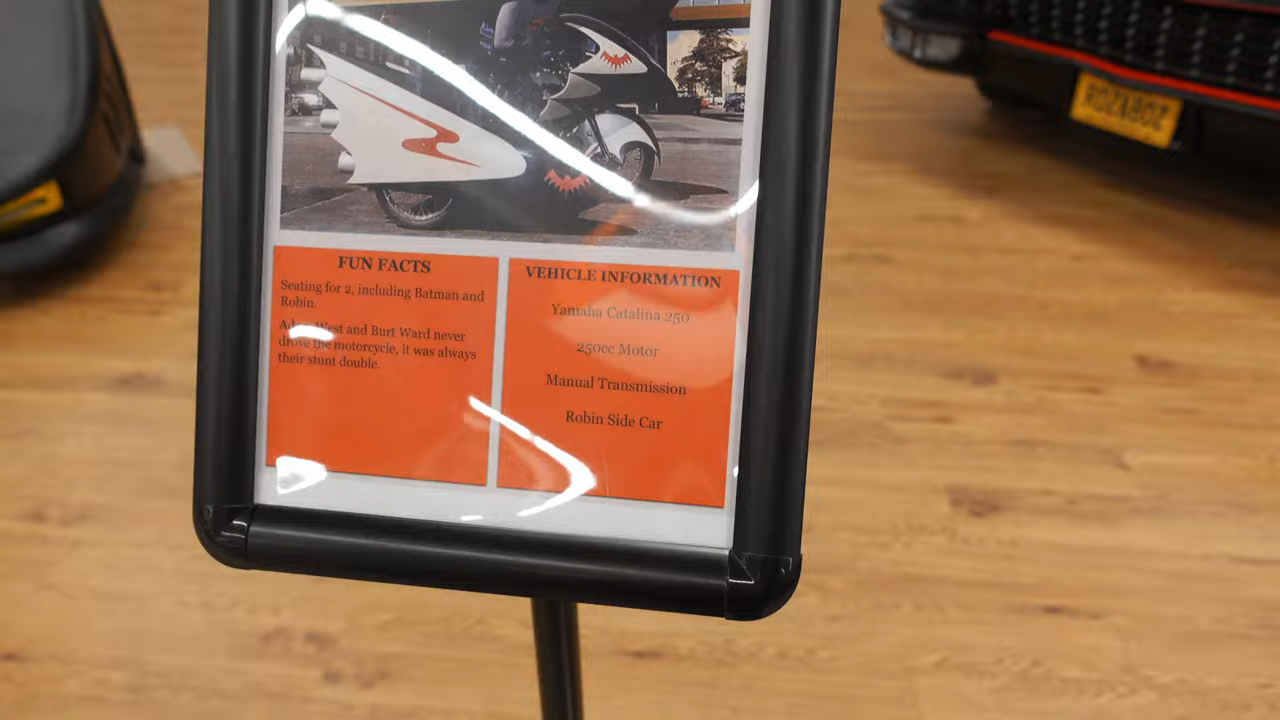 FUN FACTS
Seating for 2, including Batman and
Robin.
West and Burt Ward never
drove the motorcycle, it was always
their stunt double.
VEHICLE INFORMATION
Yamaha Catalina 250
250cc Motor
Manual Transmission
Robin Side Car